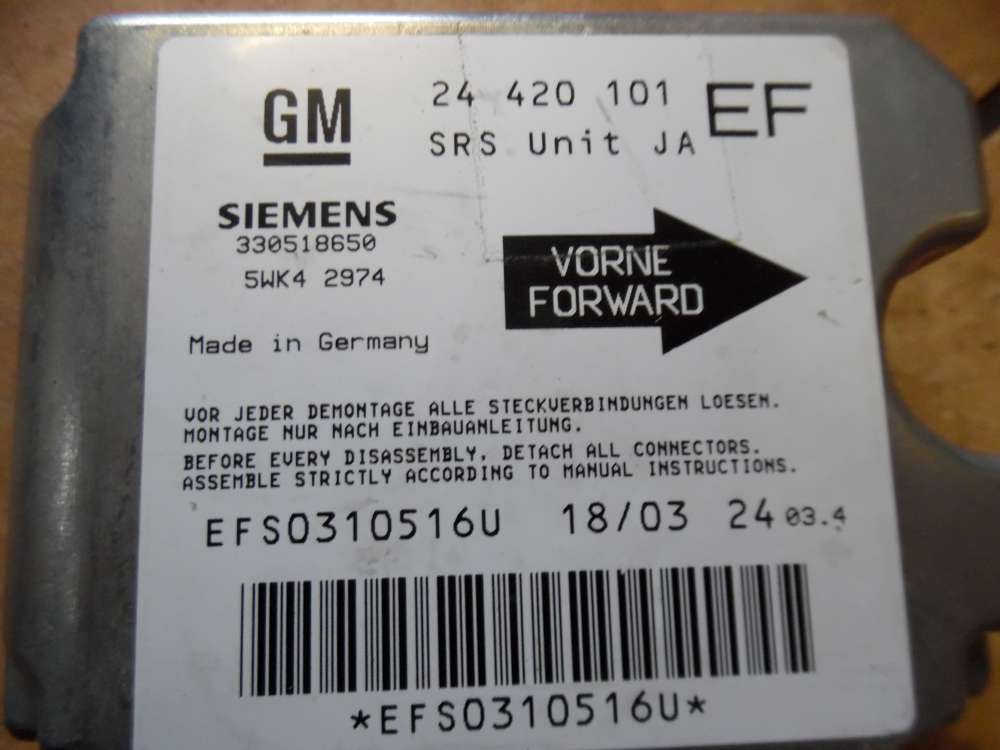 GM
24 420 101 EF
SRS Unit JA
SIEMENS
330518650
5WK4 2974
VORNE
FORWARD
Made in Germany
VOR JEDER DEMONTAGE ALLE STECKVERBINDUNGEN LOESEN.
MONTAGE NUR NACH EINBAUANLEITUNG.
BEFORE EVERY DISASSEMBLY, DETACH ALL CONNECTORS.
ASSEMBLE STRICTLY ACCORDING TO MANUAL INSTRUCTIONS.
EFS0310516U 18/03 24 03.4
*EFS0310516U*